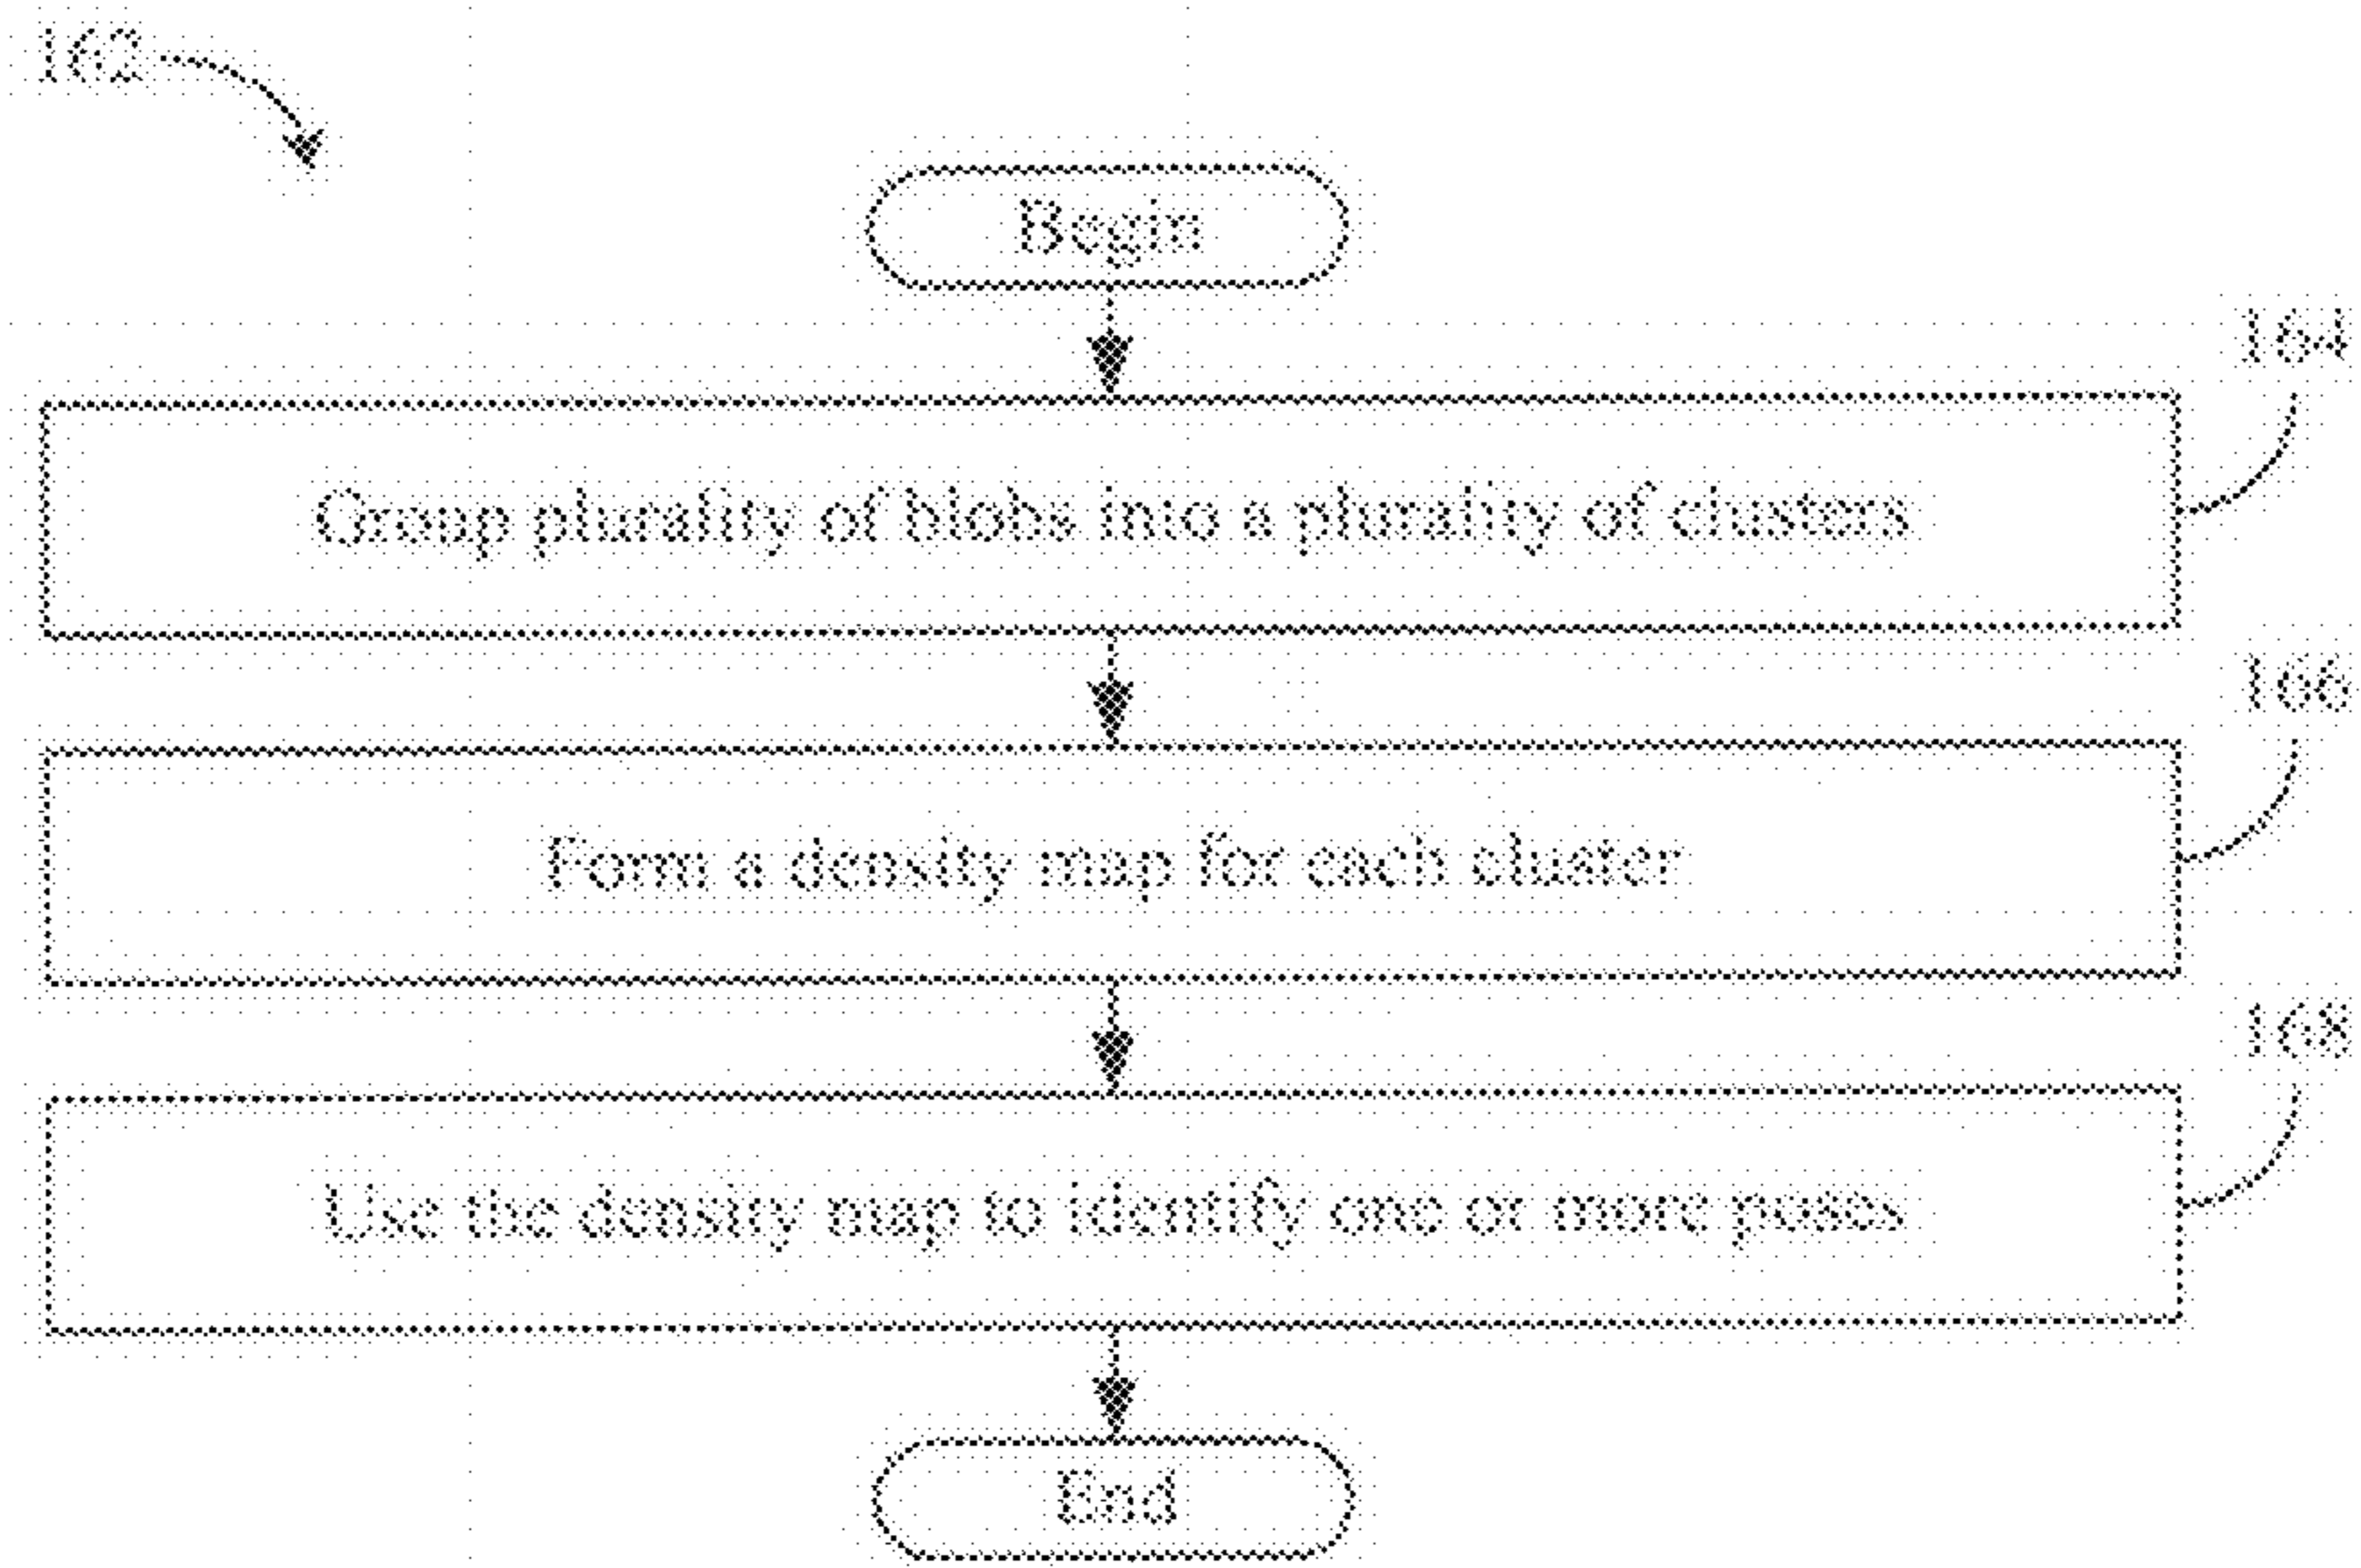 162
Begin
164
Group plurality of blobs into a plurality of clusters
166
Form a density map for each cluster
168
Use the density map to identify one or more poses
End